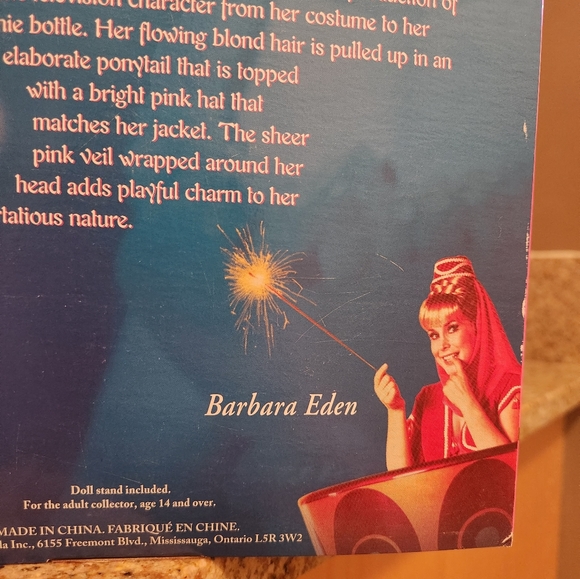 television character from her costume to her
bottle. Her flowing blond hair is pulled up in an
elaborate ponytail that is topped
with a bright pink hat that
matches her jacket. The sheer
pink veil wrapped around her
head adds playful charm to her
nature.
Barbara Eden
Doll stand included.
For the adult collector, age 14 and over.
MADE IN CHINA. FABRIQUÉ EN CHINE.
Inc., 6155 Freemont Blvd., Mississauga, Ontario L5R 3W2